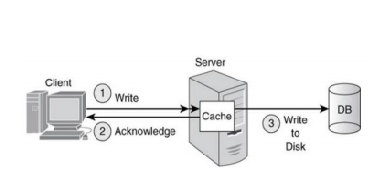 Server
Client
1 Write
Cache
DB
2 Acknowledge
3 Write
to
Disk